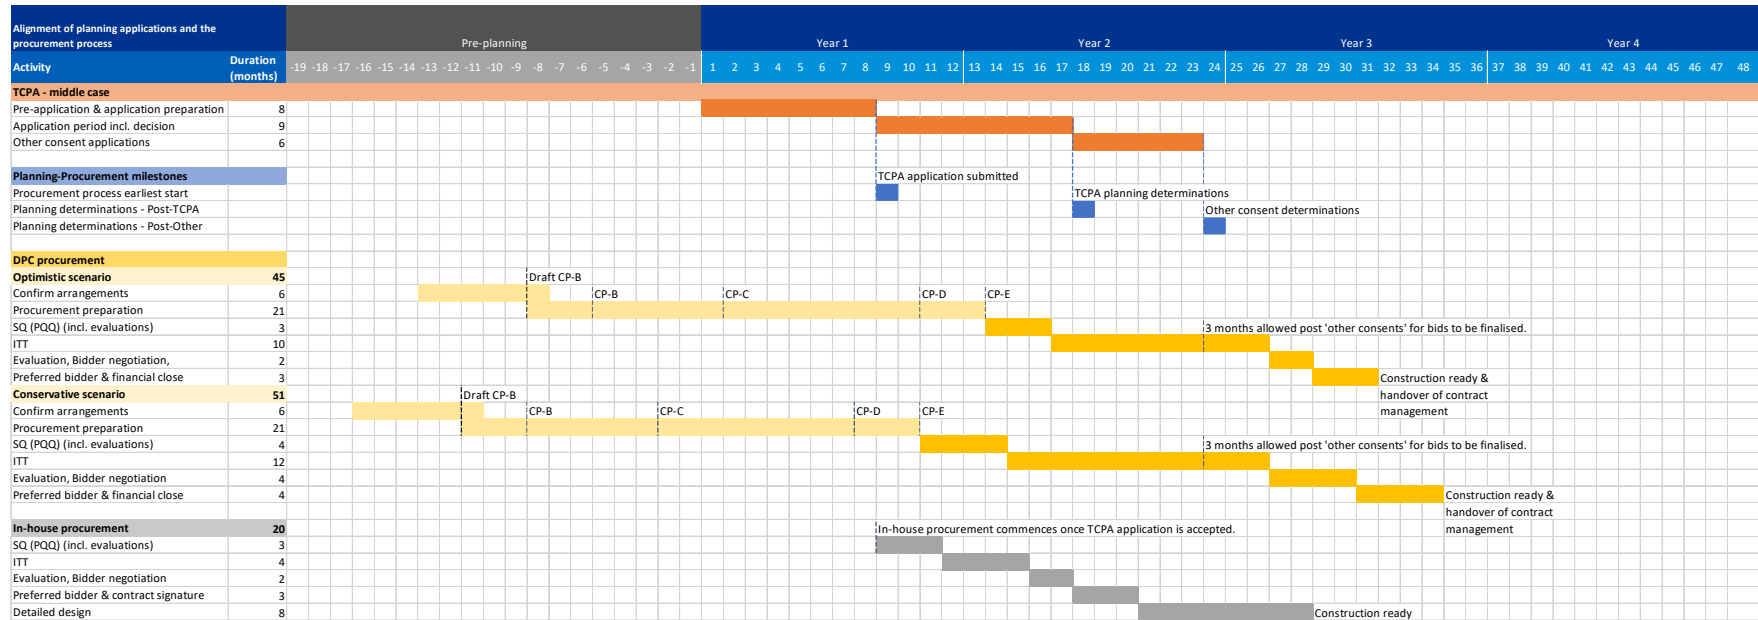 Alignment of planning applications and the
procurement process
Pre-planning
Year 1
Year 2
Year 3
Year 4
Activity
Duration
(months)
-19 -18 -17 -16 -15 -14 -13 -12 -11 -10 -9 -8 -7 -6 -5 -4 -3 -2 -1 1 2 3 4 5 6 7 8 9 10 11 12 13 14 15 16 17 18 19 20 21 22 23 24 25 26 27 28 29 30 31 32 33 34 35 36 37 38 39 40 41 42 43 44 45 46 47 48
TCPA - middle case
Pre-application & application preparation 8
Application period incl. decision 9
Other consent applications 6
Planning-Procurement milestones
TCPA application submitted
Procurement process earliest start
TCPA planning determinations
Planning determinations - Post-TCPA
Other consent determinations
Planning determinations - Post-Other
DPC procurement
Optimistic scenario 45
Draft CP-B
Confirm arrangements 6
CP-B
CP-C
CP-D
CP-E
Procurement preparation 21
SQ (PQQ) (incl. evaluations) 3
3 months allowed post 'other consents' for bids to be finalised.
ITT 10
Evaluation, Bidder negotiation, 2
Preferred bidder & financial close 3
Construction ready &
handover of contract
management
Conservative scenario 51
Draft CP-B
Confirm arrangements 6
CP-B
CP-C
CP-D
CP-E
Procurement preparation 21
SQ (PQQ) (incl. evaluations) 4
3 months allowed post 'other consents' for bids to be finalised.
ITT 12
Evaluation, Bidder negotiation 4
Preferred bidder & financial close 4
Construction ready &
handover of contract
management
In-house procurement 20
In-house procurement commences once TCPA application is accepted.
SQ (PQQ) (incl. evaluations) 3
ITT 4
Evaluation, Bidder negotiation 2
Preferred bidder & contract signature 3
Detailed design 8
Construction ready